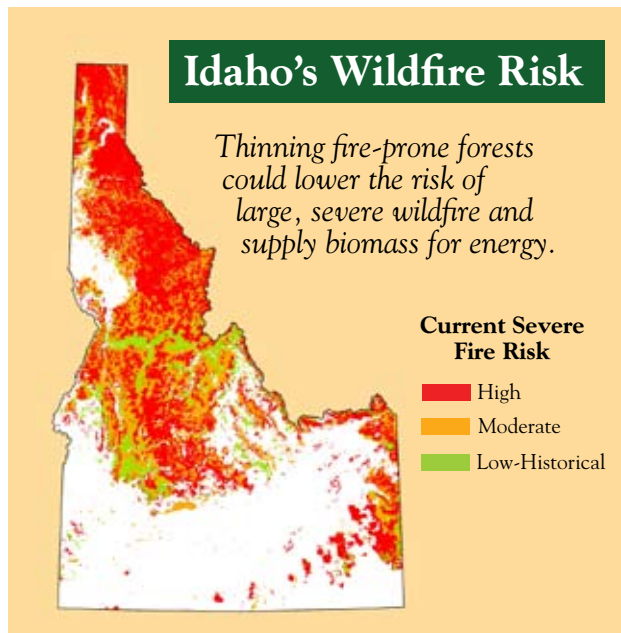 Idaho’s Wildfire Risk
Thinning fire-prone forests
could lower the risk of
large, severe wildfire and
supply biomass for energy.
Current Severe
Fire Risk
High
Moderate
Low-Historical